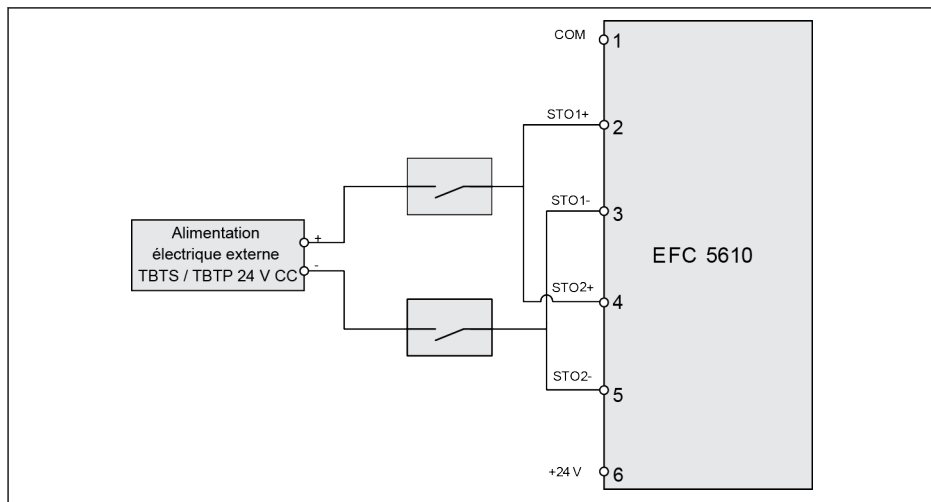 COM
1
STO1+
2
STO1-
3
EFC 5610
Alimentation
électrique externe
TBTS / TBTP 24 V CC
+
-
STO2+
4
STO2-
5
+24 V
6